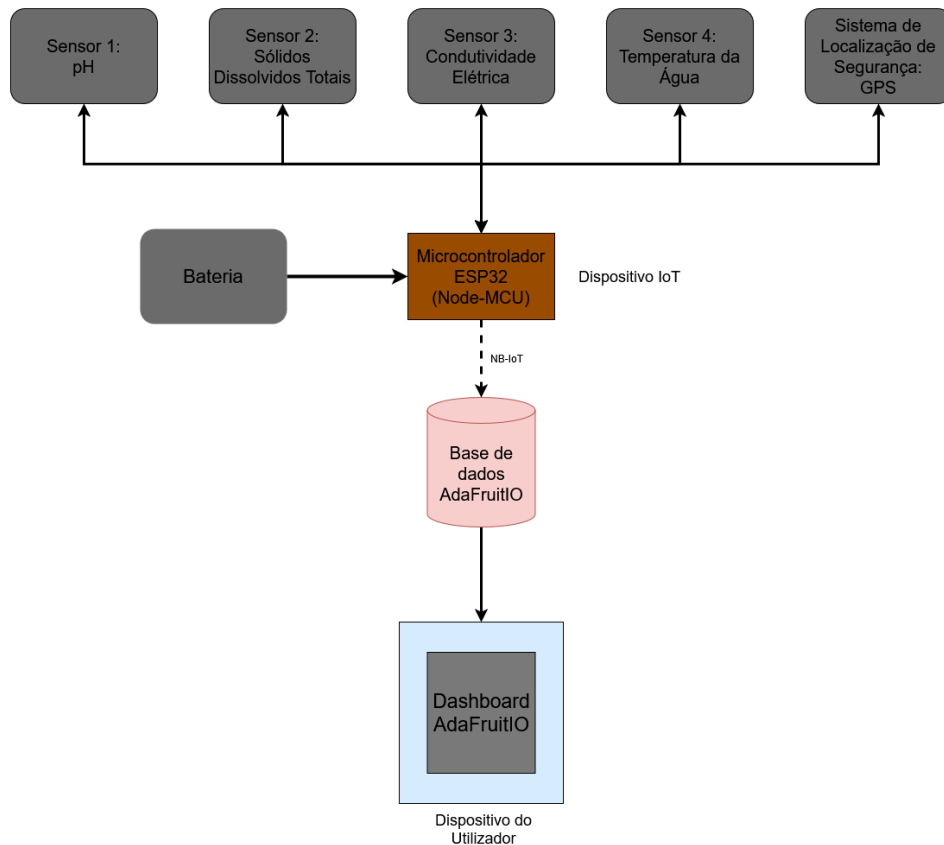 Sensor 1:
pH
Sensor 2:
Sólidos
Dissolvidos Totais
Sensor 3:
Condutividade
Elétrica
Sensor 4:
Temperatura da
Água
Sistema de
Localização de
Segurança:
GPS
Bateria
Microcontrolador
ESP32
(Node-MCU)
Dispositivo IoT
NB-IoT
Base de
dados
AdaFruitIO
Dashboard
AdaFruitIO
Dispositivo do
Utilizador